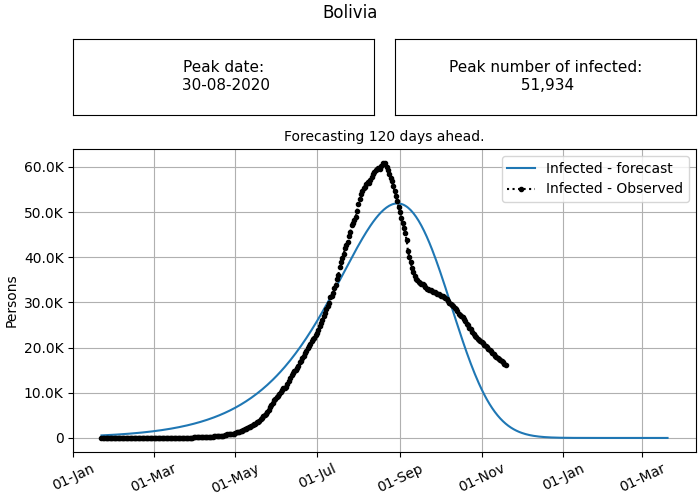 Bolivia
Peak date:
30-08-2020
Peak number of infected:
51,934
Forecasting 120 days ahead.
Infected - forecast
Infected - Observed
Persons
60.0K
50.0K
40.0K
30.0K
20.0K
10.0K
0
01-Jan
01-Mar
01-May
01-Jul
01-Sep
01-Nov
01-Jan
01-Mar